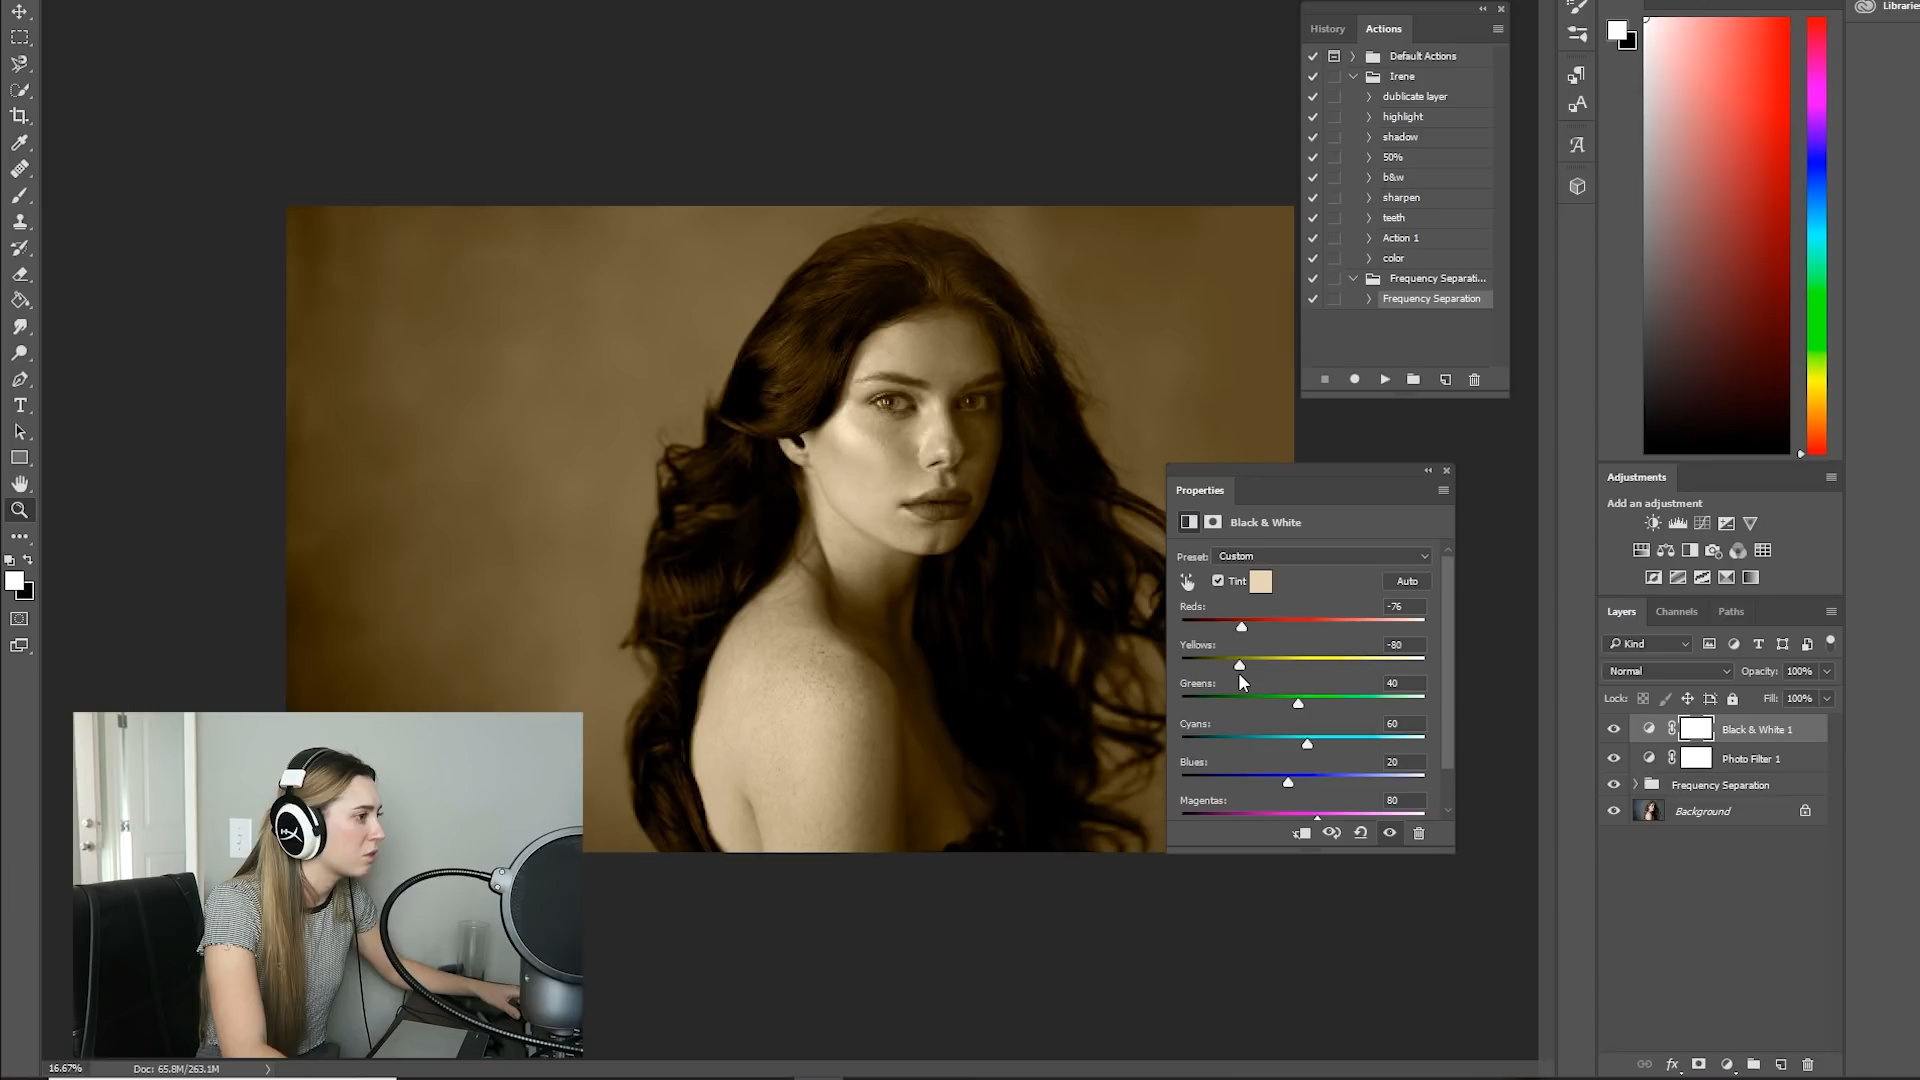 Libraries
History
Actions
Default Actions
Irene
dublicate layer
highlight
shadow
50%
b&w
sharpen
teeth
Action 1
color
Frequency Separati...
Frequency Separation
Properties
Black & White
Preset: Custom
Tint
Auto
Reds: -76
Yellows: -80
Greens: 40
Cyans: 60
Blues: 20
Magentas: 80
Adjustments
Add an adjustment
Layers
Channels
Paths
Kind
Normal
Opacity: 100%
Lock:
Fill: 100%
Black & White 1
Photo Filter 1
Frequency Separation
Background
16.67%
Doc: 65.8M/263.1M